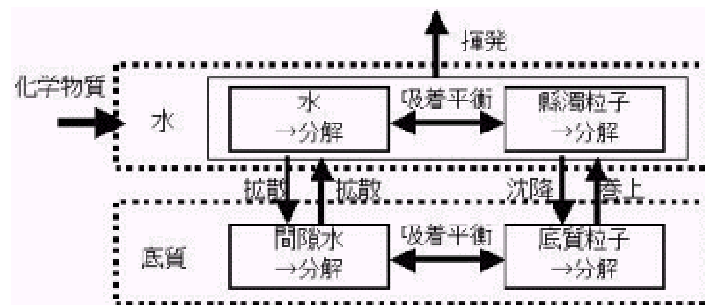 揮発
化学物質
水
水
→分解
吸着平衡
懸濁粒子
→分解
拡散
拡散
沈降
巻上
底質
間隙水
→分解
吸着平衡
底質粒子
→分解